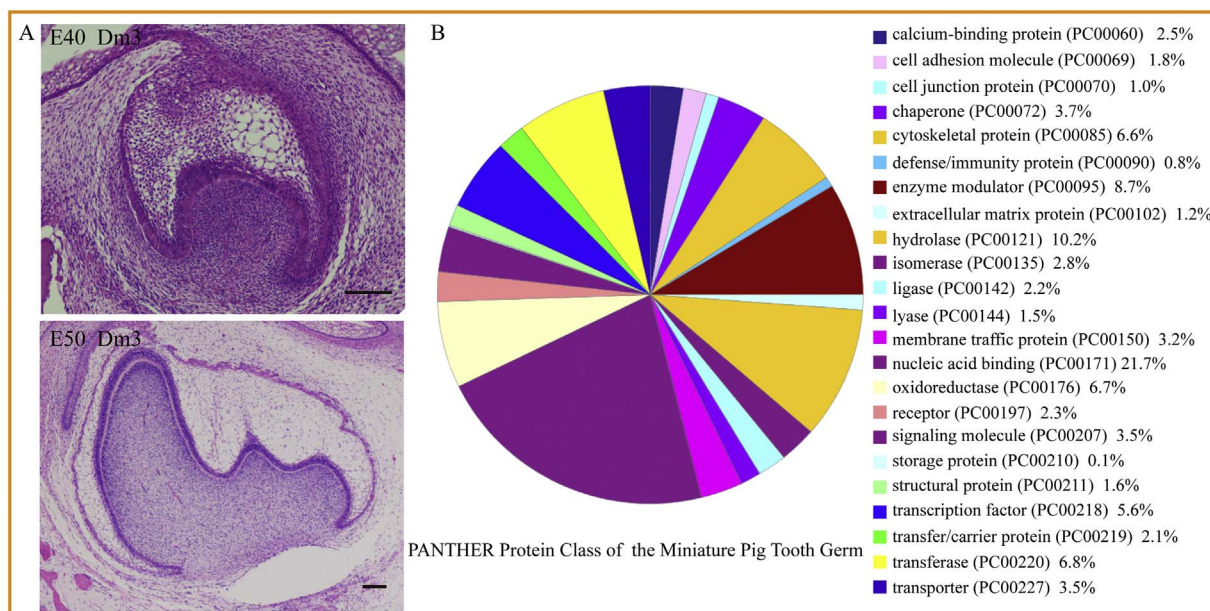 A
E40 Dm3
E50 Dm3
B
PANTHER Protein Class of the Miniature Pig Tooth Germ
calcium-binding protein (PC00060) 2.5%
cell adhesion molecule (PC00069) 1.8%
cell junction protein (PC00070) 1.0%
chaperone (PC00072) 3.7%
cytoskeletal protein (PC00085) 6.6%
defense/immunity protein (PC00090) 0.8%
enzyme modulator (PC00095) 8.7%
extracellular matrix protein (PC00102) 1.2%
hydrolase (PC00121) 10.2%
isomerase (PC00135) 2.8%
ligase (PC00142) 2.2%
lyase (PC00144) 1.5%
membrane traffic protein (PC00150) 3.2%
nucleic acid binding (PC00171) 21.7%
oxidoreductase (PC00176) 6.7%
receptor (PC00197) 2.3%
signaling molecule (PC00207) 3.5%
storage protein (PC00210) 0.1%
structural protein (PC00211) 1.6%
transcription factor (PC00218) 5.6%
transfer/carrier protein (PC00219) 2.1%
transferase (PC00220) 6.8%
transporter (PC00227) 3.5%